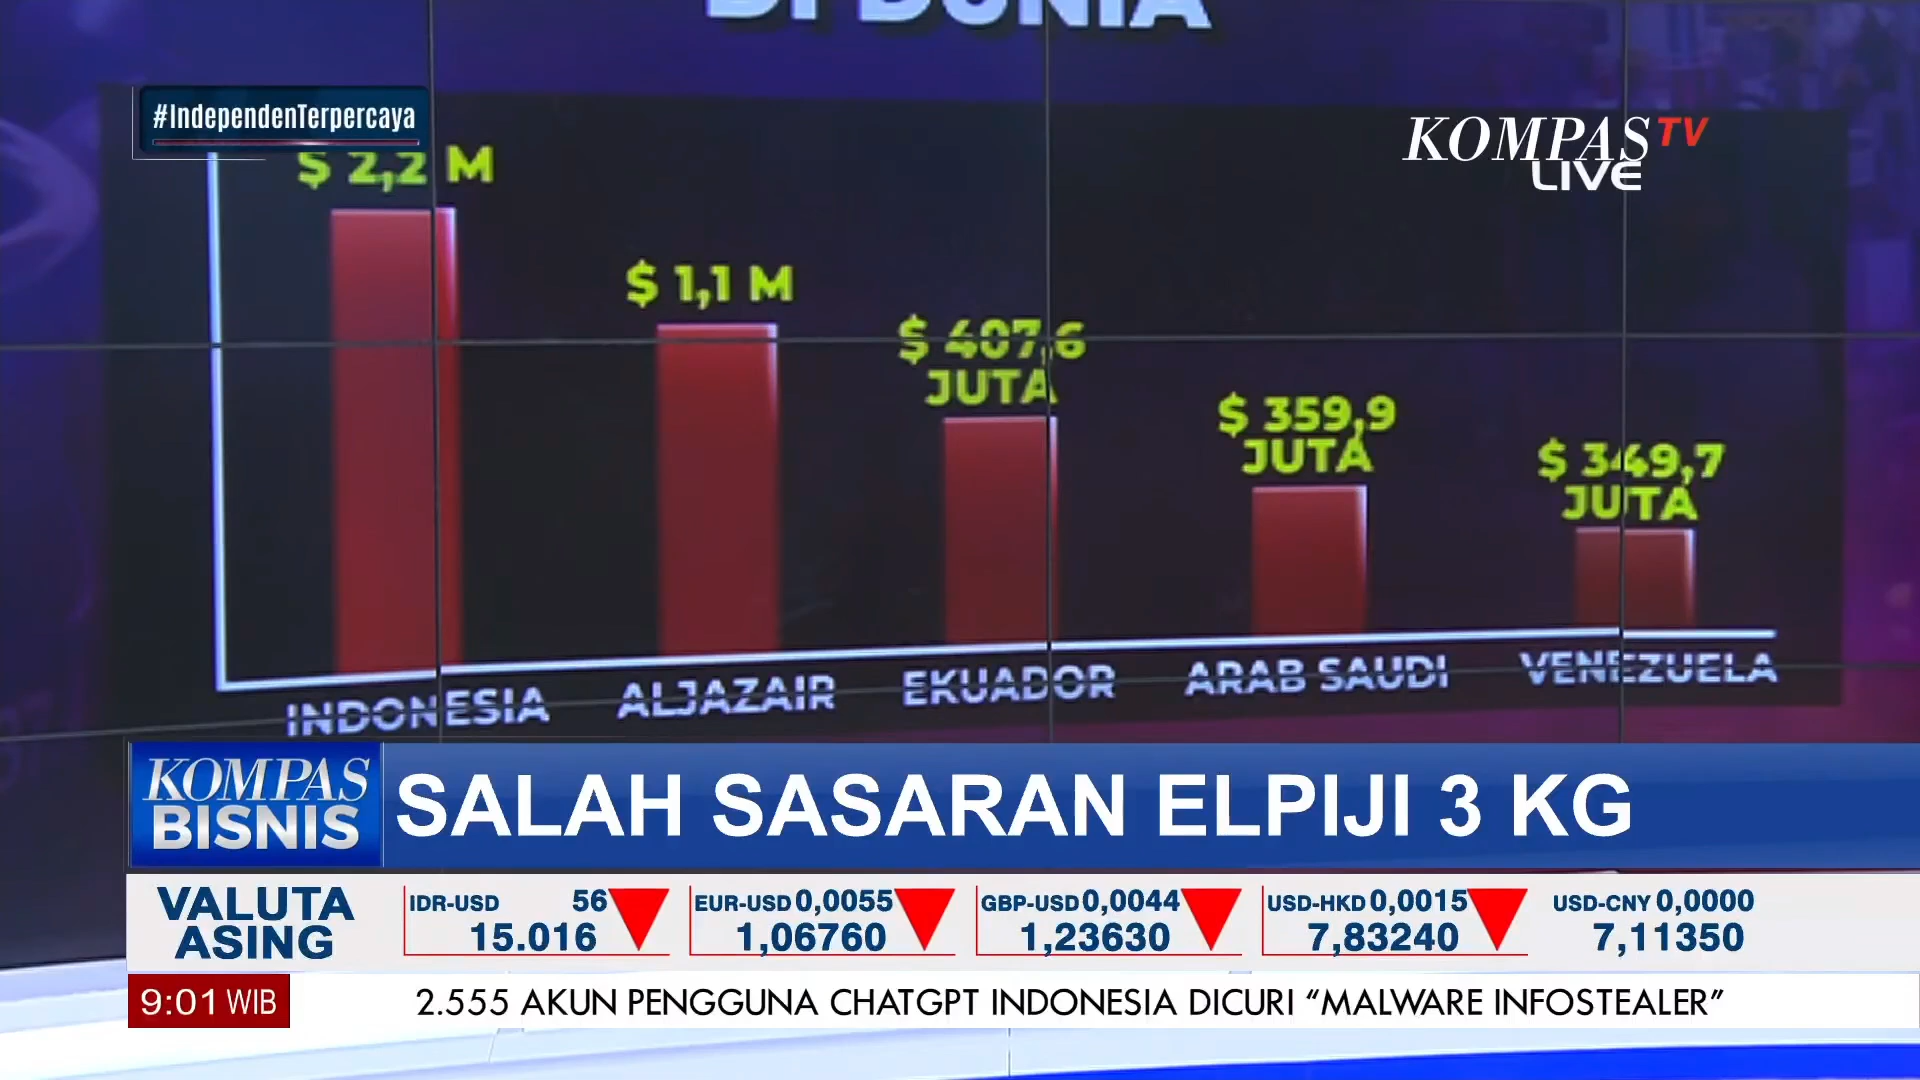 DI DUNIA
#IndependenTerpercaya
KOMPAS TV
LIVE
$ 2,2 M
$ 1,1 M
$ 407,6
JUTA
$ 359,9
JUTA
$ 349,7
JUTA
INDONESIA
ALJAZAIR
EKUADOR
ARAB SAUDI
VENEZUELA
KOMPAS
BISNIS
SALAH SASARAN ELPIJI 3 KG
VALUTA
ASING
IDR-USD 56
15.016
EUR-USD 0,0055
1,06760
GBP-USD 0,0044
1,23630
USD-HKD 0,0015
7,83240
USD-CNY 0,0000
7,11350
9:01 WIB
2.555 AKUN PENGGUNA CHATGPT INDONESIA DICURI “MALWARE INFOSTEALER”